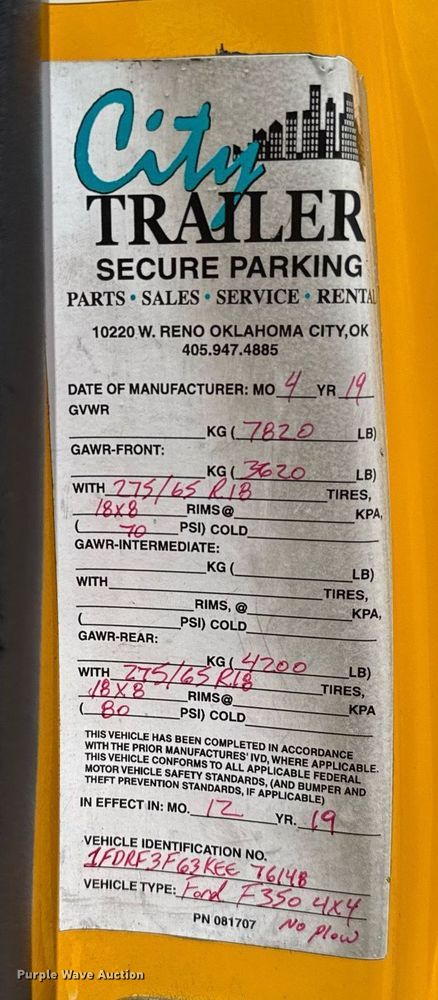 City
TRAILER
SECURE PARKING
PARTS • SALES • SERVICE • RENTAL
10220 W. RENO OKLAHOMA CITY, OK
405.947.4885
DATE OF MANUFACTURER: MO 4 YR 19
GVWR
KG ( 7820 LB)
GAWR-FRONT:
KG ( 3620 LB)
WITH 275/65 R18 TIRES,
18x8 RIMS @ KPA,
( 70 PSI) COLD
GAWR-INTERMEDIATE:
KG ( LB)
WITH TIRES,
RIMS, @ KPA,
( PSI) COLD
GAWR-REAR:
KG ( 4200 LB)
WITH 275/65 R18 TIRES,
18x8 RIMS @ KPA
( 80 PSI) COLD
THIS VEHICLE HAS BEEN COMPLETED IN ACCORDANCE
WITH THE PRIOR MANUFACTURES' IVD, WHERE APPLICABLE.
THIS VEHICLE CONFORMS TO ALL APPLICABLE FEDERAL
MOTOR VEHICLE SAFETY STANDARDS, (AND BUMPER AND
THEFT PREVENTION STANDARDS, IF APPLICABLE)
IN EFFECT IN: MO. 12 YR. 19
VEHICLE IDENTIFICATION NO.
1FDRF3F63KEE 76148
VEHICLE TYPE: Ford F350 4x4
PN 081707 No plow
Purple Wave Auction